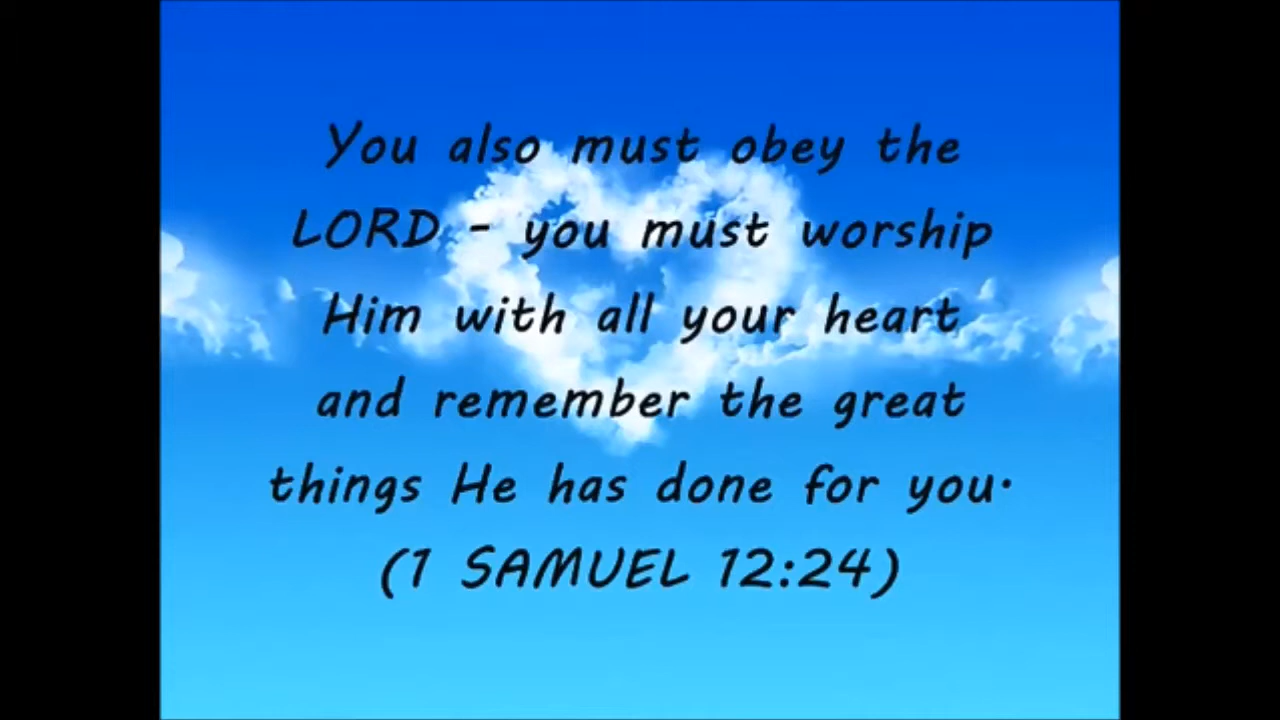 You also must obey the
LORD - you must worship
Him with all your heart
and remember the great
things He has done for you.
(1 SAMUEL 12:24)